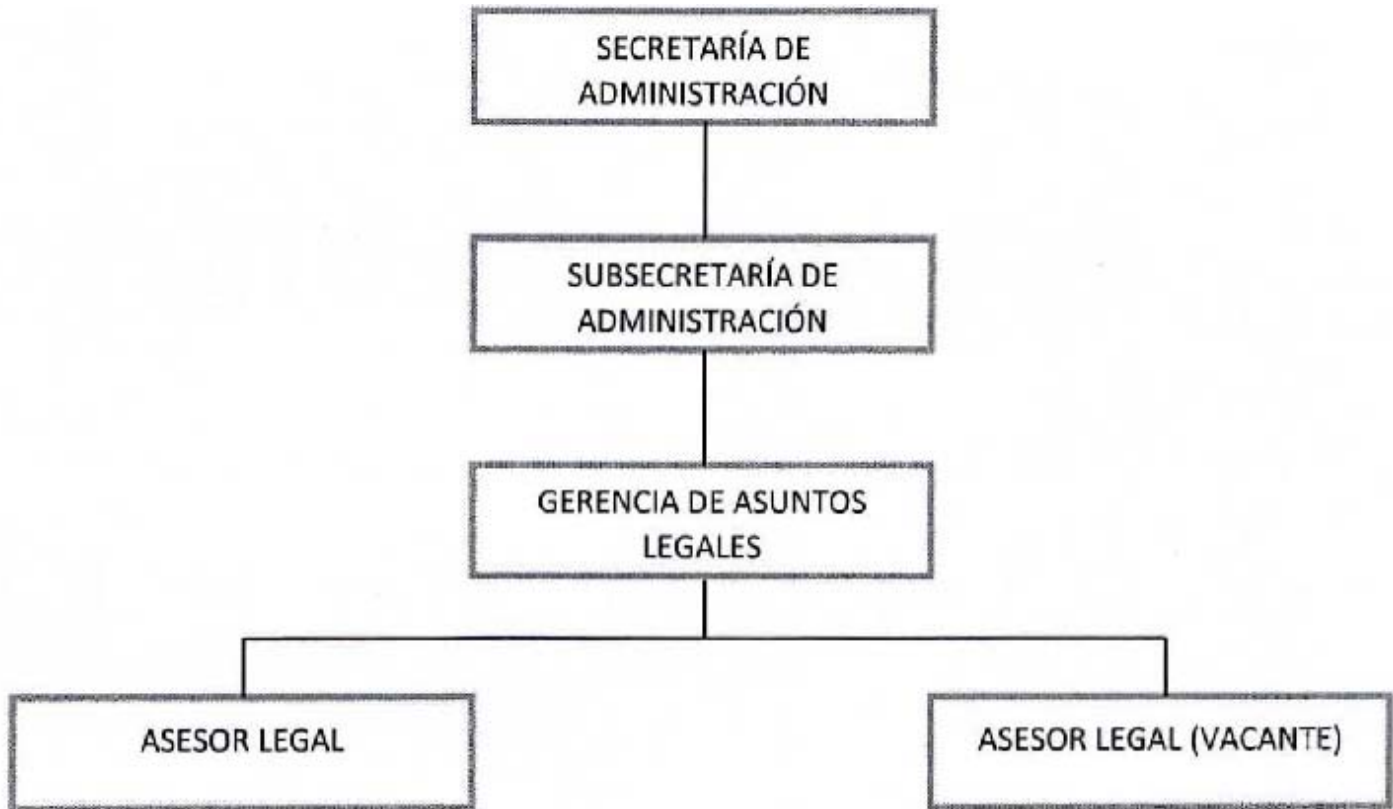 SECRETARÍA DE
ADMINISTRACIÓN
SUBSECRETARÍA DE
ADMINISTRACIÓN
GERENCIA DE ASUNTOS
LEGALES
ASESOR LEGAL
ASESOR LEGAL (VACANTE)